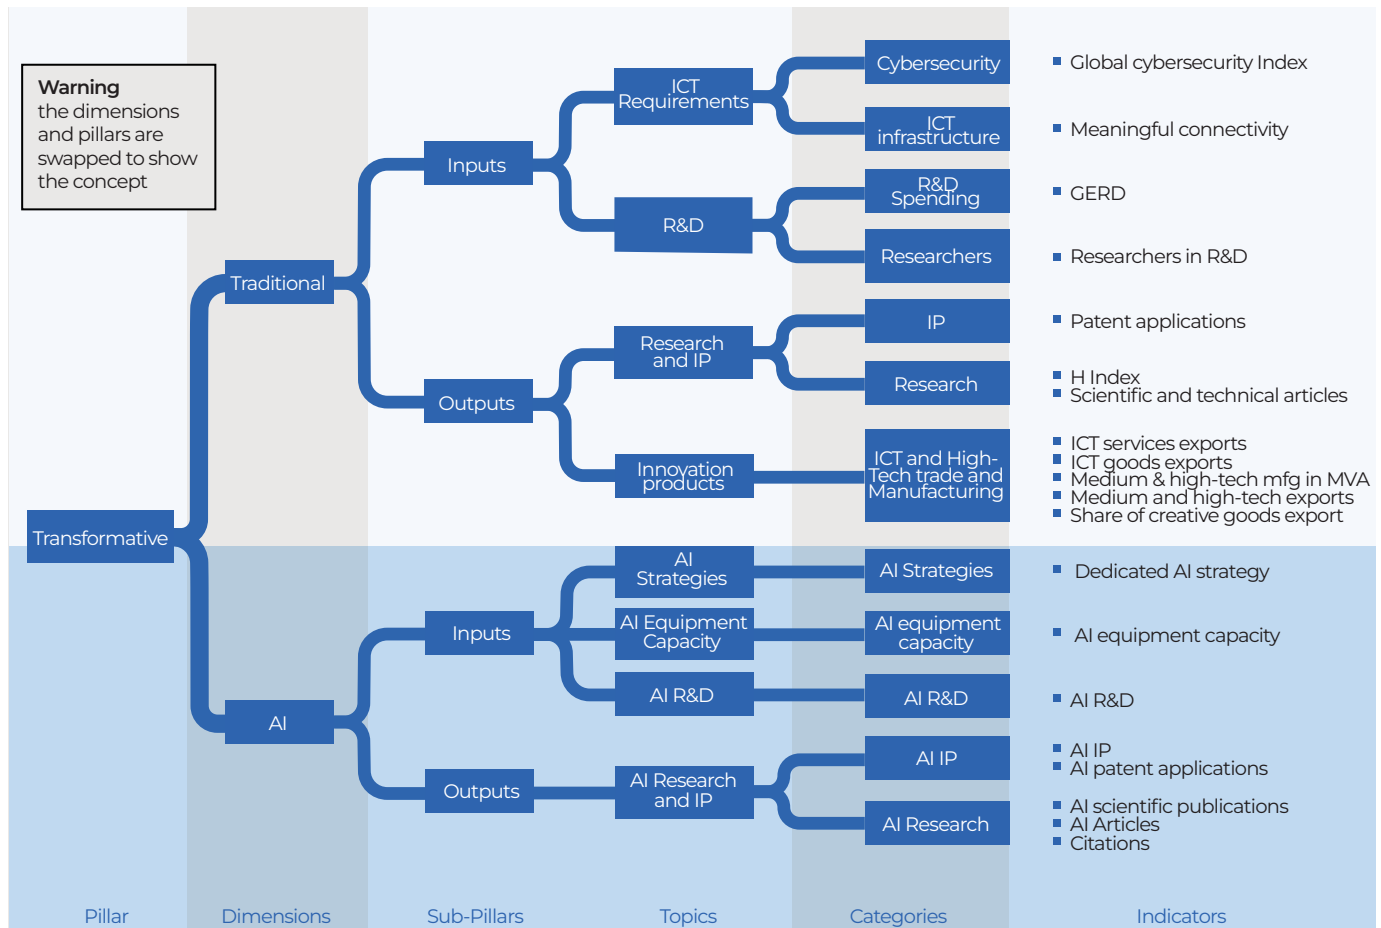 Warning
the dimensions
and pillars are
swapped to show
the concept
Transformative
Traditional
AI
Inputs
Outputs
Inputs
Outputs
ICT
Requirements
R&D
Research
and IP
Innovation
products
AI
Strategies
AI Equipment
Capacity
AI R&D
AI Research
and IP
Cybersecurity
ICT
infrastructure
R&D
Spending
Researchers
IP
Research
ICT and High-
Tech trade and
Manufacturing
AI Strategies
AI equipment
capacity
AI R&D
AI IP
AI Research
Global cybersecurity Index
Meaningful connectivity
GERD
Researchers in R&D
Patent applications
H Index
Scientific and technical articles
ICT services exports
ICT goods exports
Medium & high-tech mfg in MVA
Medium and high-tech exports
Share of creative goods export
Dedicated AI strategy
AI equipment capacity
AI R&D
AI IP
AI patent applications
AI scientific publications
AI Articles
Citations
Pillar
Dimensions
Sub-Pillars
Topics
Categories
Indicators